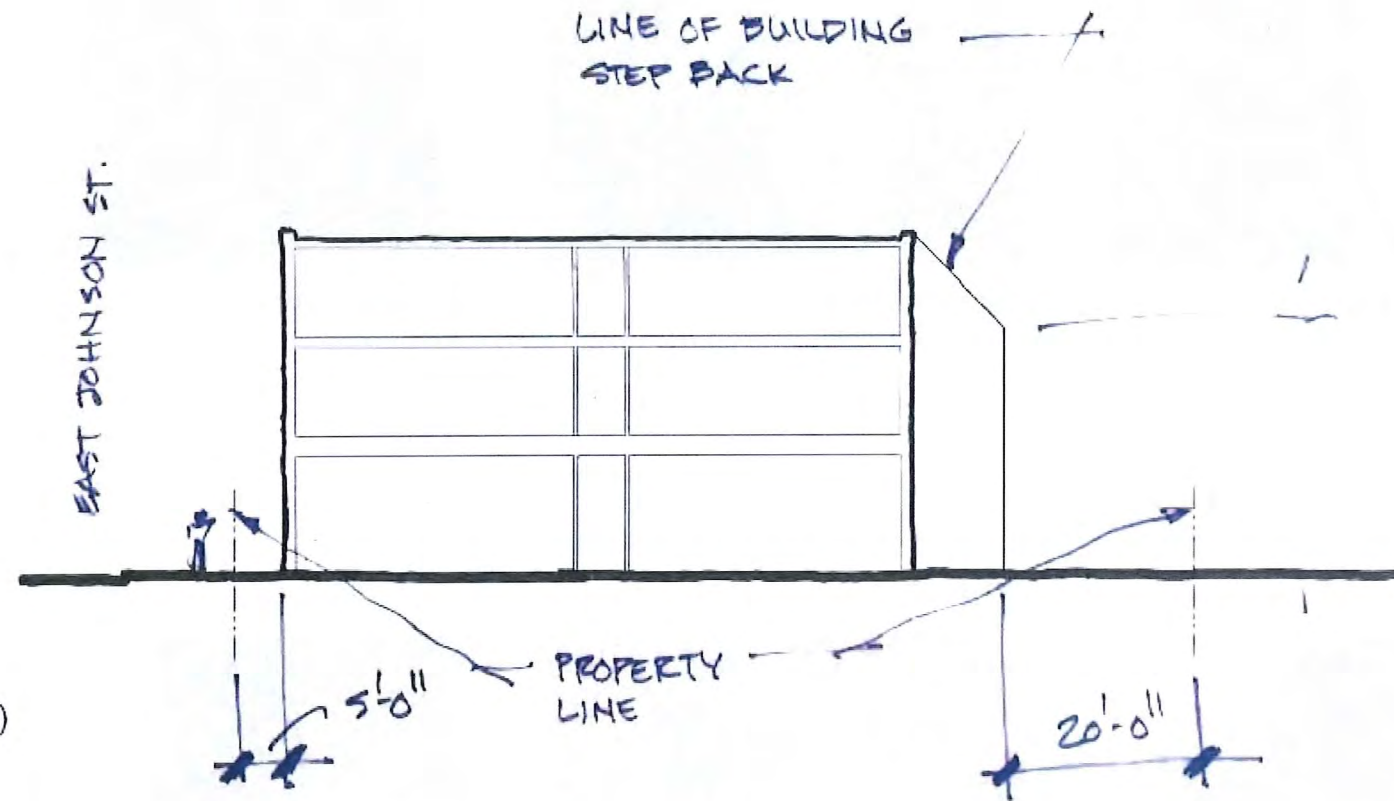 LINE OF BUILDING
STEP BACK
EAST JOHNSON ST.
PROPERTY
LINE
5'-0"
20'-0"
)